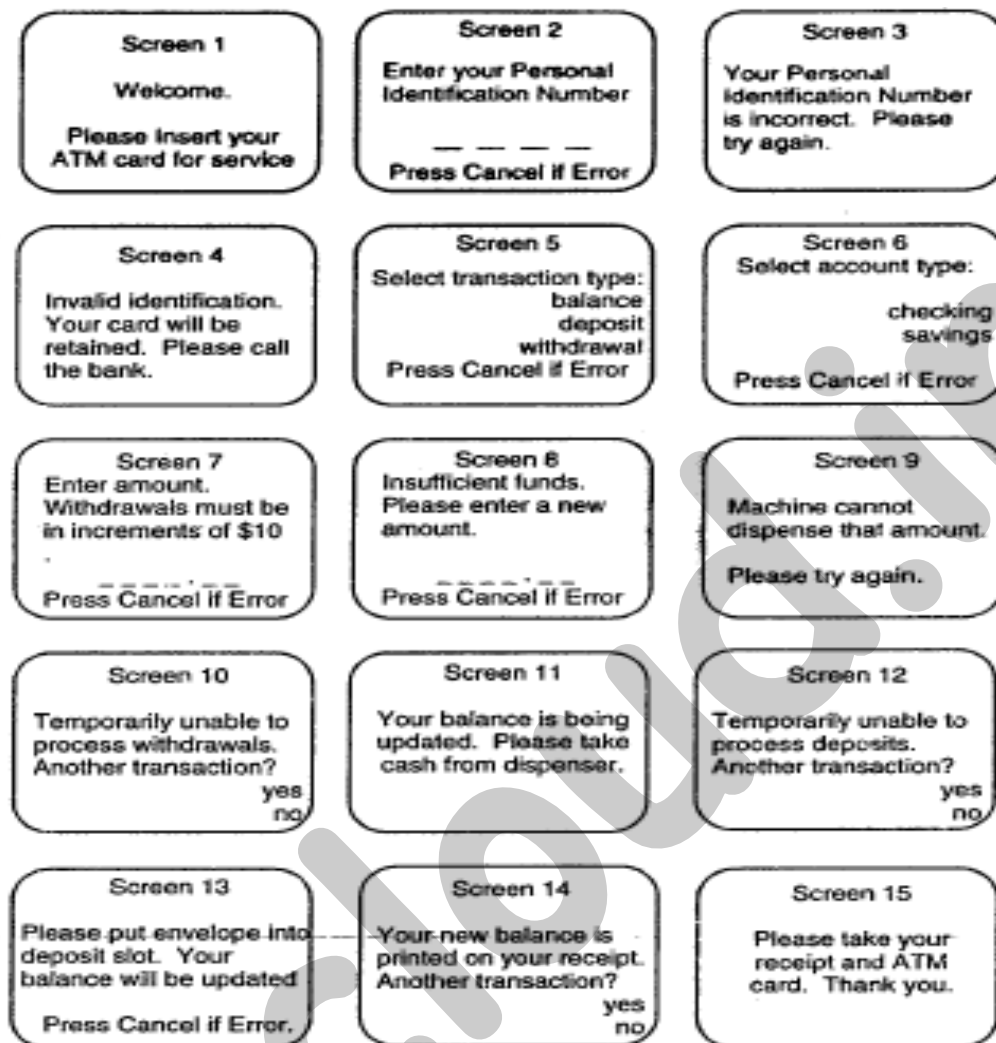 Screen 1
Welcome.
Please Insert your
ATM card for service
Screen 2
Enter your Personal
Identification Number
_ _ _ _
Press Cancel if Error
Screen 3
Your Personal
Identification Number
is incorrect. Please
try again.
Screen 4
Invalid identification.
Your card will be
retained. Please call
the bank.
Screen 5
Select transaction type:
balance
deposit
withdrawal
Press Cancel if Error
Screen 6
Select account type:
checking
savings
Press Cancel if Error
Screen 7
Enter amount.
Withdrawals must be
in increments of $10
Press Cancel if Error
Screen 8
Insufficient funds.
Please enter a new
amount.
Press Cancel if Error
Screen 9
Machine cannot
dispense that amount.
Please try again.
Screen 10
Temporarily unable to
process withdrawals.
Another transaction?
yes
no
Screen 11
Your balance is being
updated. Please take
cash from dispenser.
Screen 12
Temporarily unable to
process deposits.
Another transaction?
yes
no
Screen 13
Please put envelope into
deposit slot. Your
balance will be updated
Press Cancel if Error.
Screen 14
Your new balance is
printed on your receipt.
Another transaction?
yes
no
Screen 15
Please take your
receipt and ATM
card. Thank you.
cloud.in